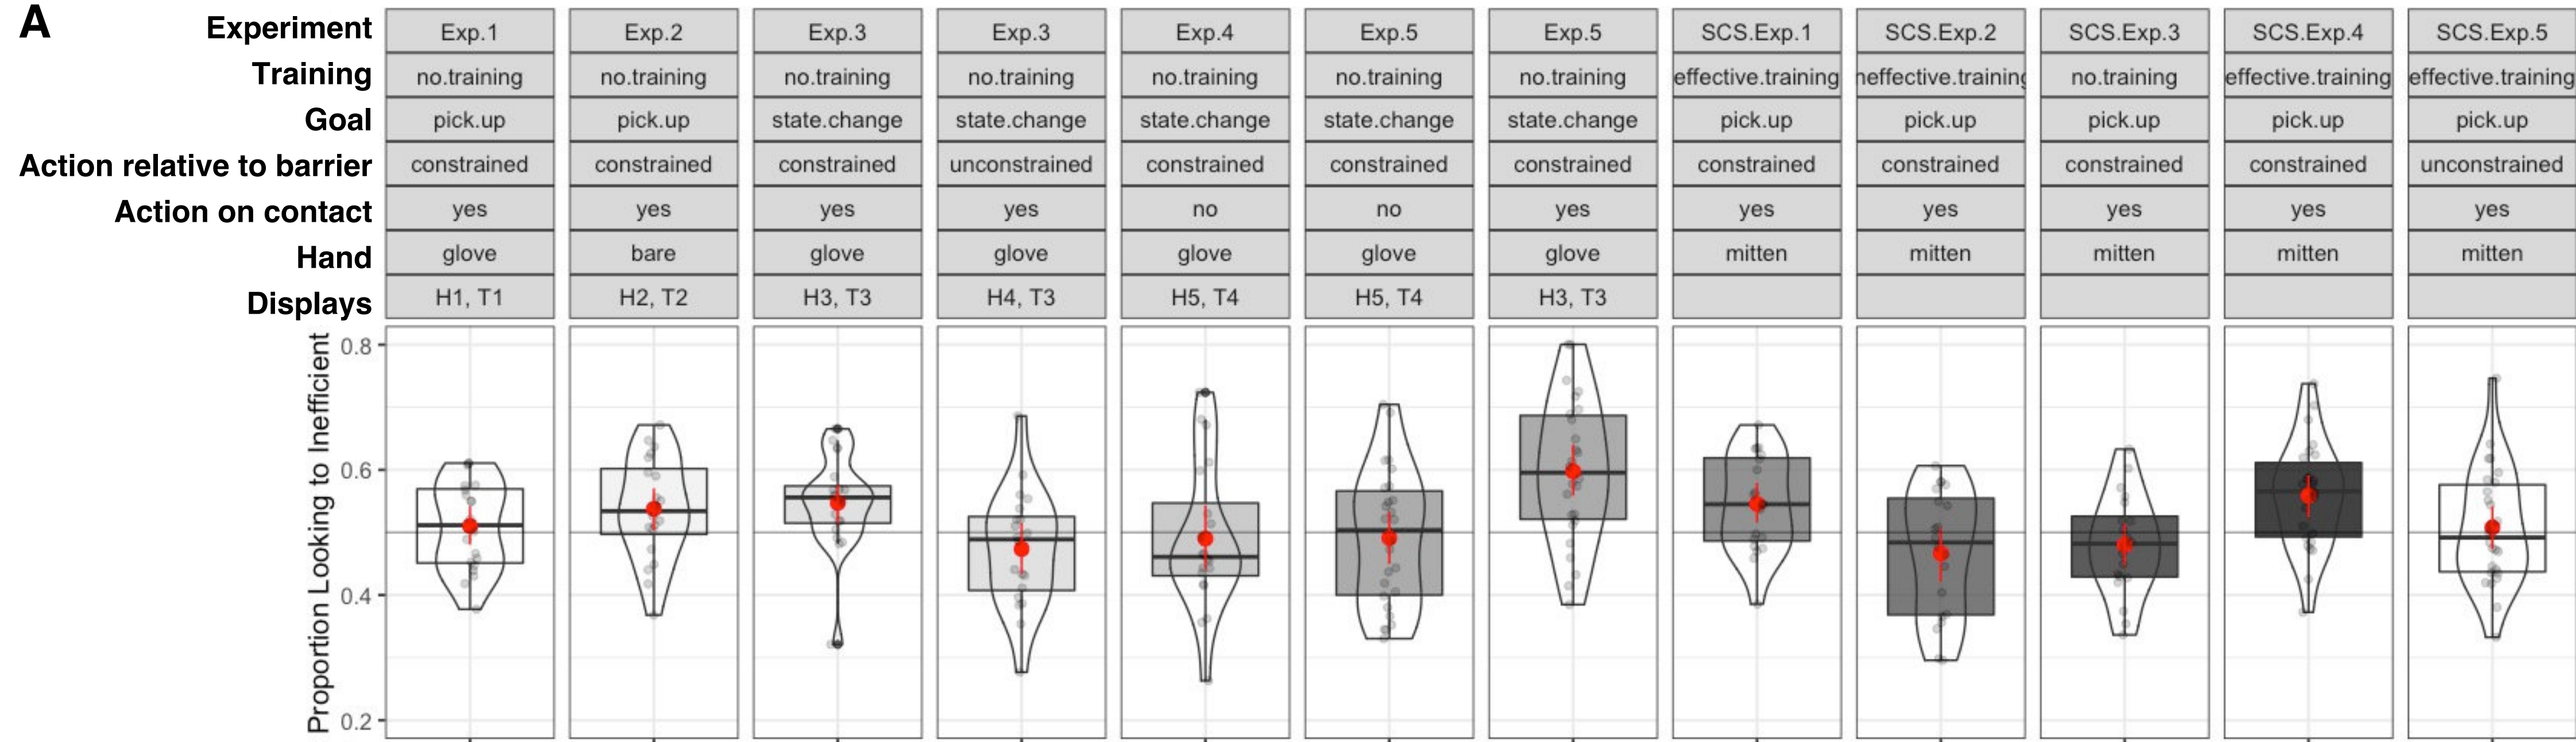 A
Experiment Exp.1 Exp.2 Exp.3 Exp.3 Exp.4 Exp.5 Exp.5 SCS.Exp.1 SCS.Exp.2 SCS.Exp.3 SCS.Exp.4 SCS.Exp.5
Training no.training no.training no.training no.training no.training no.training no.training effective.training neffective.training no.training effective.training effective.training
Goal pick.up pick.up state.change state.change state.change state.change state.change pick.up pick.up pick.up pick.up pick.up
Action relative to barrier constrained constrained constrained unconstrained constrained constrained constrained constrained constrained constrained constrained unconstrained
Action on contact yes yes yes yes no no yes yes yes yes yes yes
Hand glove bare glove glove glove glove glove mitten mitten mitten mitten mitten
Displays H1, T1 H2, T2 H3, T3 H4, T3 H5, T4 H5, T4 H3, T3
Proportion Looking to Inefficient
0.8
0.6
0.4
0.2